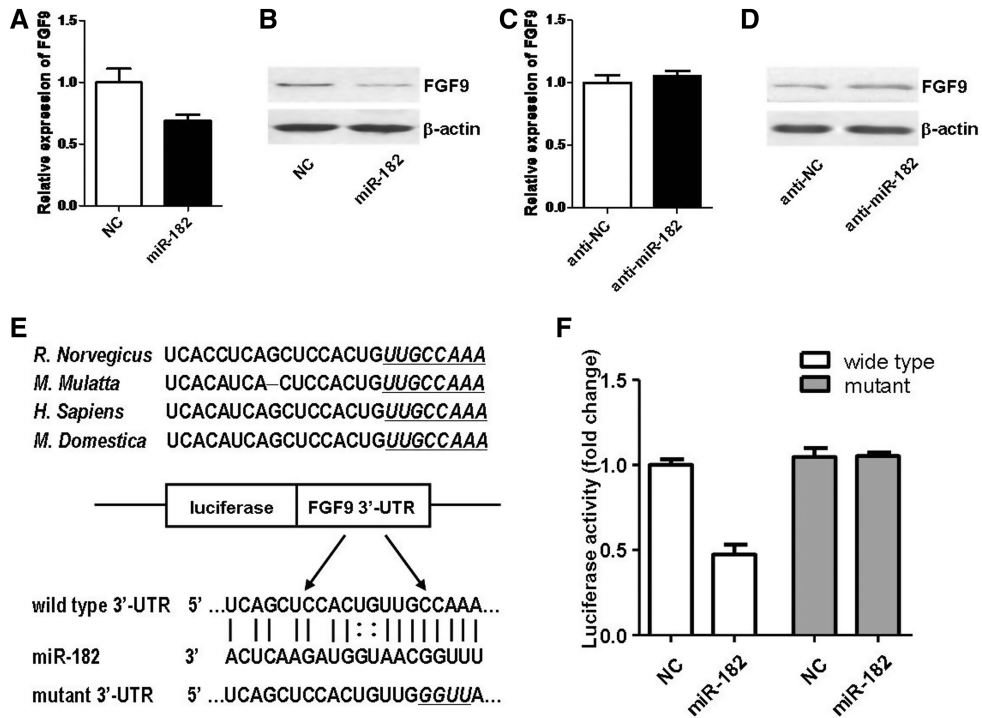 A
Relative expression of FGF9
1.5
1.0
0.5
0.0
NC
miR-182
B
FGF9
β-actin
NC
miR-182
C
Relative expression of FGF9
1.5
1.0
0.5
0.0
anti-NC
anti-miR-182
D
FGF9
β-actin
anti-NC
anti-miR-182
E
R. Norvegicus UCACCUCAGCUCCACUGUUGCCAAA
M. Mulatta UCACAUCA–CUCCACUGUUGCCAAA
H. Sapiens UCACAUCAGCUCCACUGUUGCCAAA
M. Domestica UCACAUCAGCUCCACUGUUGCCAAA
luciferase FGF9 3'-UTR
wild type 3'-UTR 5' ...UCAGCUCCACUGUUGCCAAA...
miR-182 3' ACUCAAGAUGGUAACGGUUU
mutant 3'-UTR 5' ...UCAGCUCCACUGUUGGGUUA...
F
wide type
mutant
Luciferase activity (fold change)
1.5
1.0
0.5
0.0
NC
miR-182
NC
miR-182